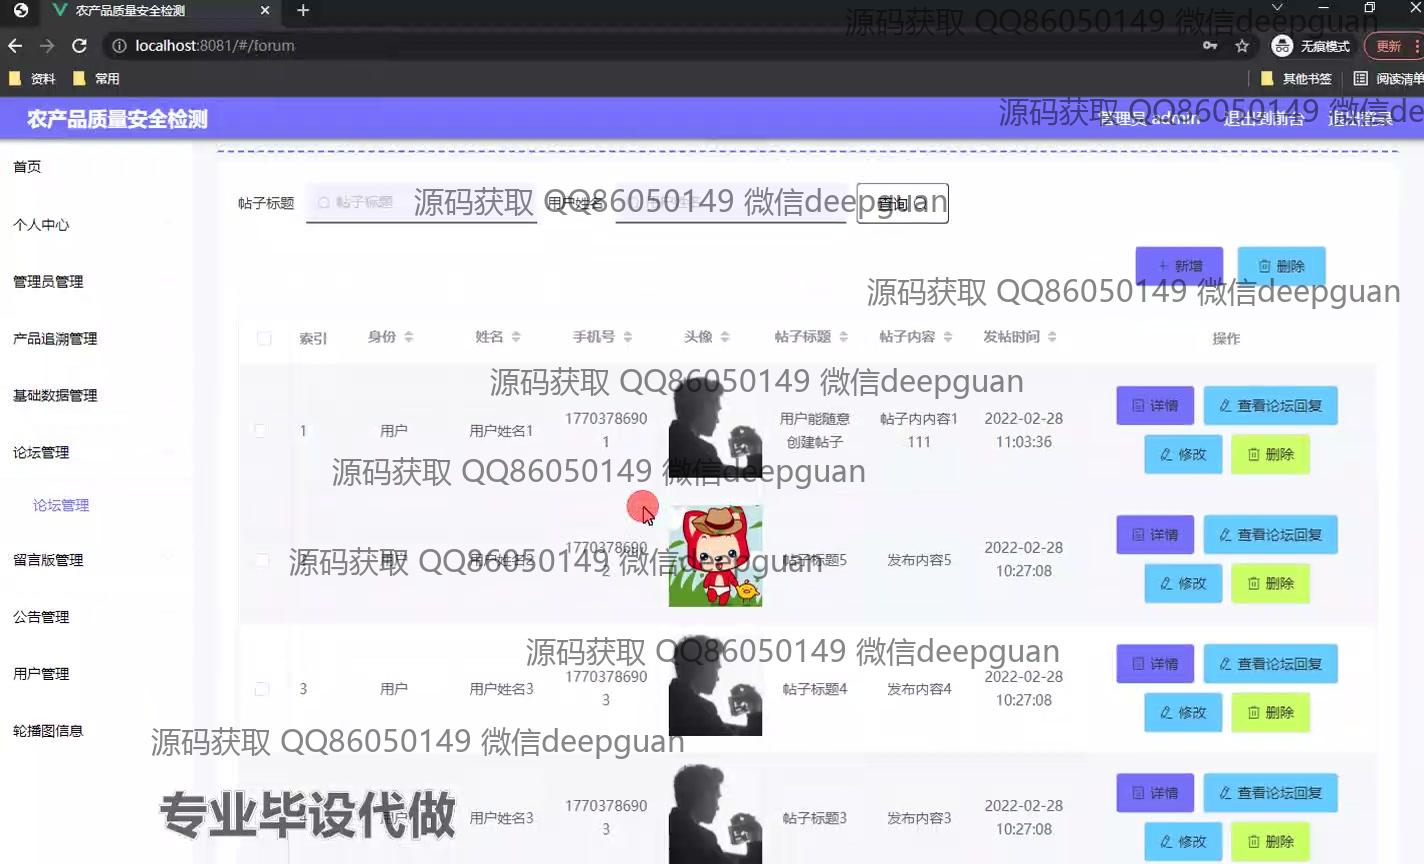 农产品质量安全检测
localhost:8081/#/forum
无痕模式
更新
资料
常用
其他书签
阅读清单
源码获取 QQ86050149 微信deepguan
农产品质量安全检测
管理员 admin
退出到前台
退出登录
源码获取 QQ86050149 微信de
首页
个人中心
管理员管理
产品追溯管理
基础数据管理
论坛管理
论坛管理
留言版管理
公告管理
用户管理
轮播图信息
帖子标题
帖子标题
用户姓名
查询
源码获取 QQ86050149 微信deepguan
+ 新增
删除
源码获取 QQ86050149 微信deepguan
索引 身份 姓名 手机号 头像 帖子标题 帖子内容 发帖时间 操作
源码获取 QQ86050149 微信deepguan
1 用户 用户姓名1 1770378690
1
用户能随意
创建帖子
帖子内内容1
111
2022-02-28
11:03:36
详情 查看论坛回复
修改 删除
源码获取 QQ86050149 微信deepguan
用户 用户姓名2 1770378690
2
帖子标题5 发布内容5 2022-02-28
10:27:08
详情 查看论坛回复
修改 删除
源码获取 QQ86050149 微信deepguan
3 用户 用户姓名3 1770378690
3
帖子标题4 发布内容4 2022-02-28
10:27:08
详情 查看论坛回复
修改 删除
源码获取 QQ86050149 微信deepguan
源码获取 QQ86050149 微信deepguan
4 用户 用户姓名3 1770378690
3
帖子标题3 发布内容3 2022-02-28
10:27:08
详情 查看论坛回复
修改 删除
专业毕设代做